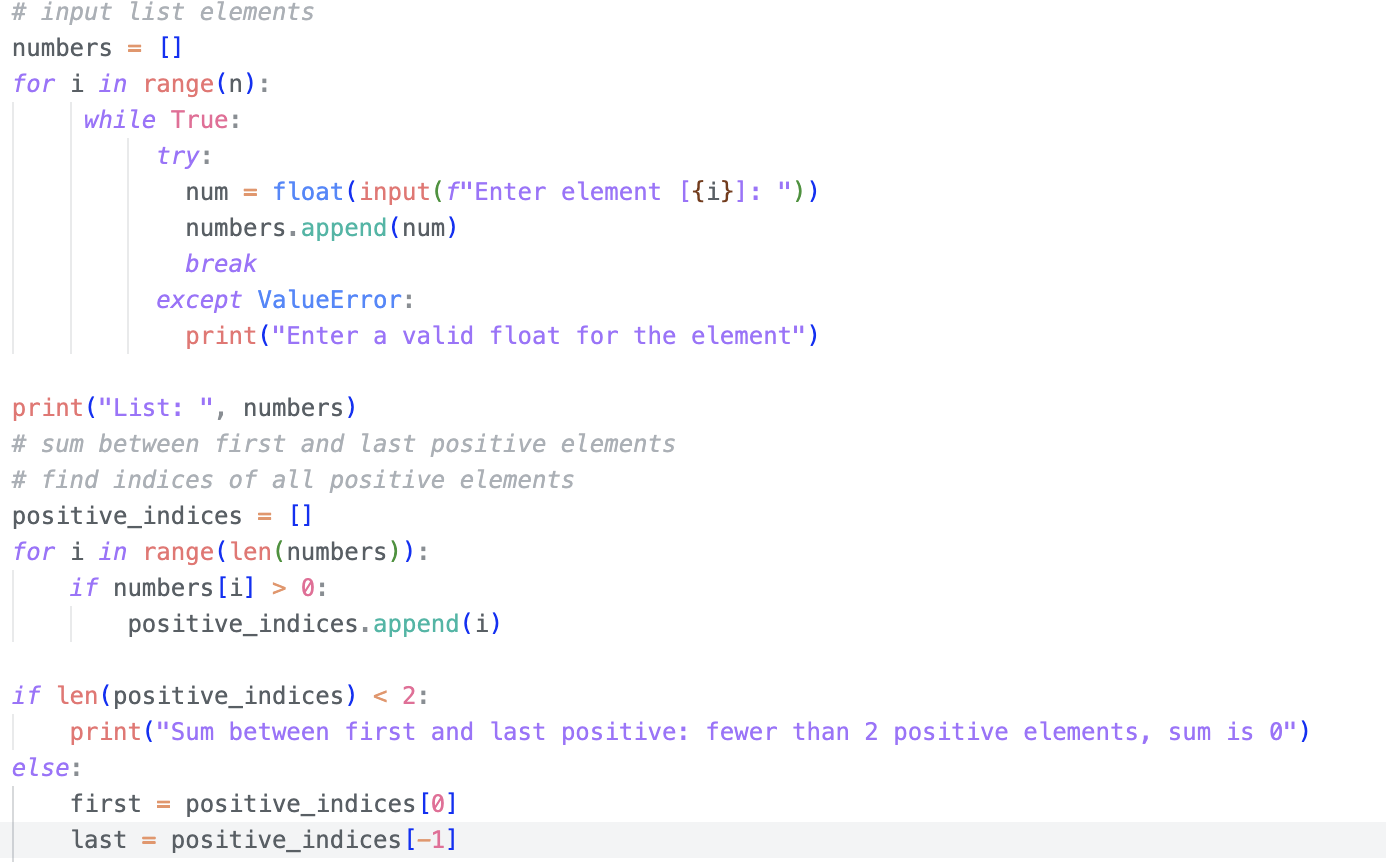 # input list elements
numbers = []
for i in range(n):
     while True:
          try:
            num = float(input(f"Enter element [{i}]: "))
            numbers.append(num)
            break
          except ValueError:
            print("Enter a valid float for the element")

print("List: ", numbers)
# sum between first and last positive elements
# find indices of all positive elements
positive_indices = []
for i in range(len(numbers)):
    if numbers[i] > 0:
        positive_indices.append(i)

if len(positive_indices) < 2:
    print("Sum between first and last positive: fewer than 2 positive elements, sum is 0")
else:
    first = positive_indices[0]
    last = positive_indices[-1]